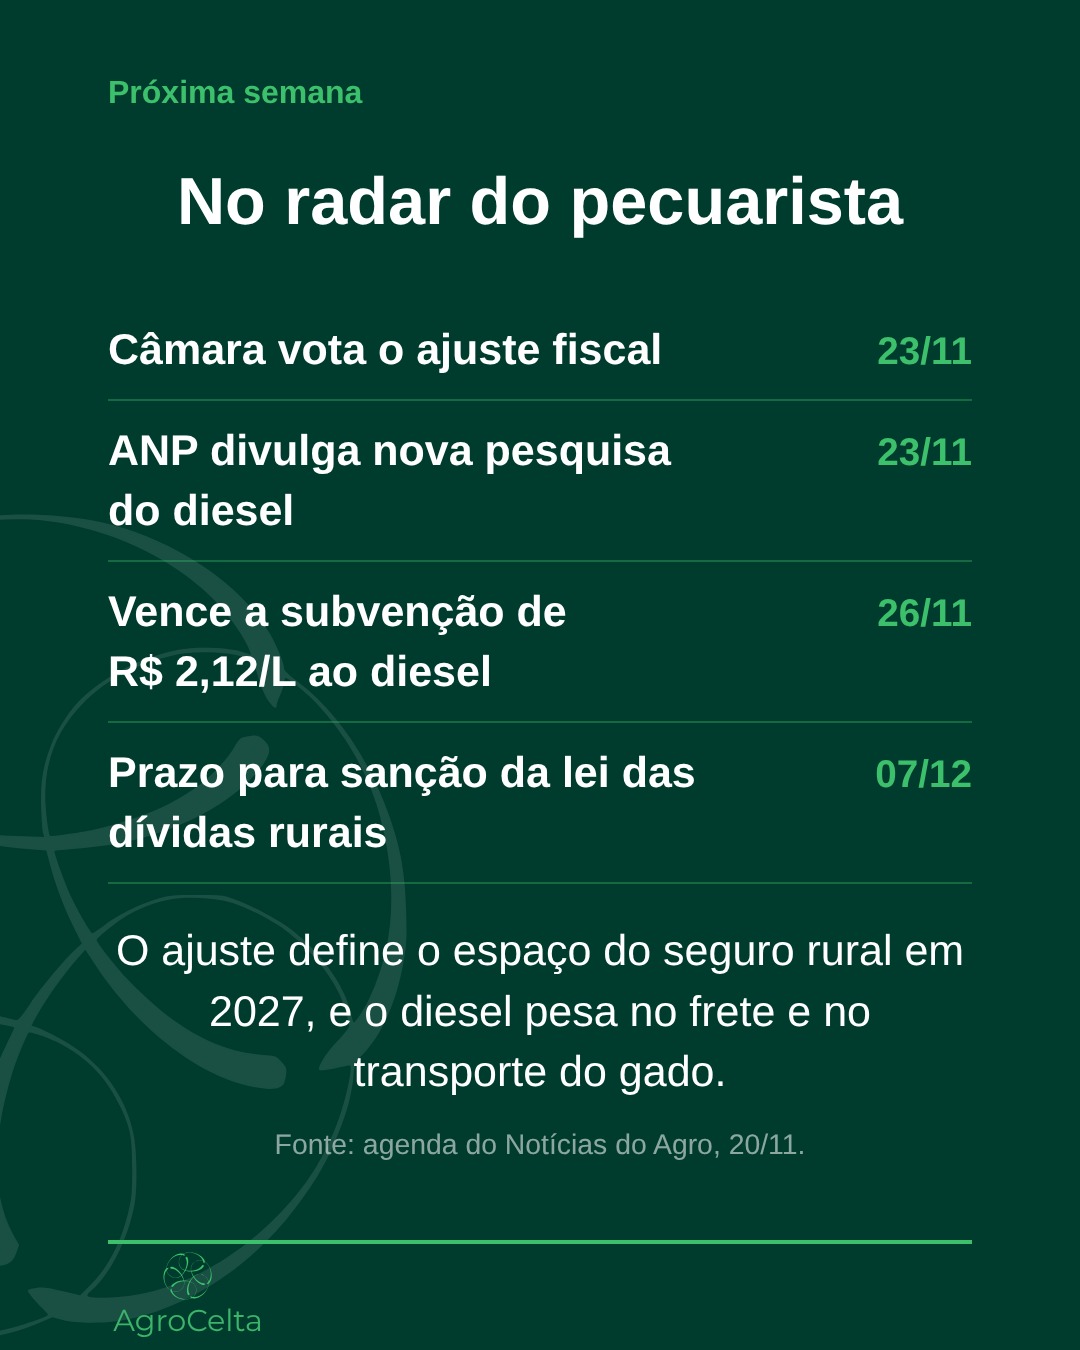 Próxima semana
No radar do pecuarista
Câmara vota o ajuste fiscal 23/11
ANP divulga nova pesquisa 23/11
do diesel
Vence a subvenção de 26/11
R$ 2,12/L ao diesel
Prazo para sanção da lei das 07/12
dívidas rurais
O ajuste define o espaço do seguro rural em
2027, e o diesel pesa no frete e no
transporte do gado.
Fonte: agenda do Notícias do Agro, 20/11.
AgroCelta